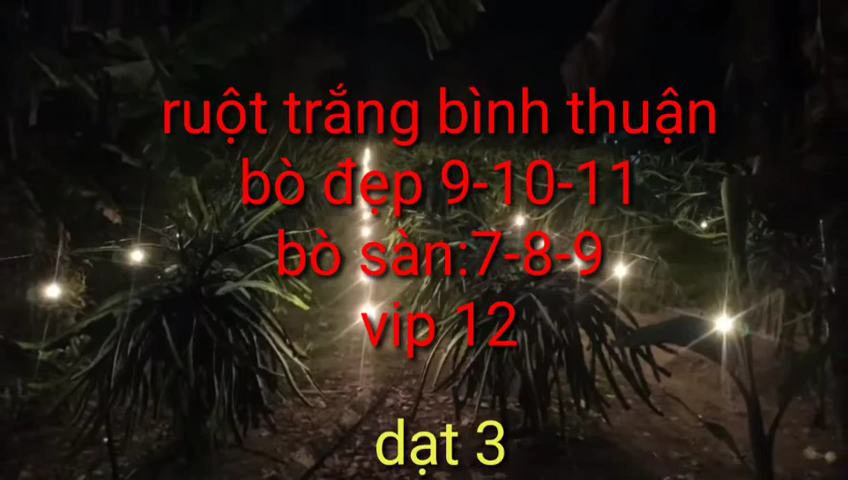 ruột trắng bình thuận
bò đẹp 9-10-11
bò sàn:7-8-9
vip 12
dạt 3